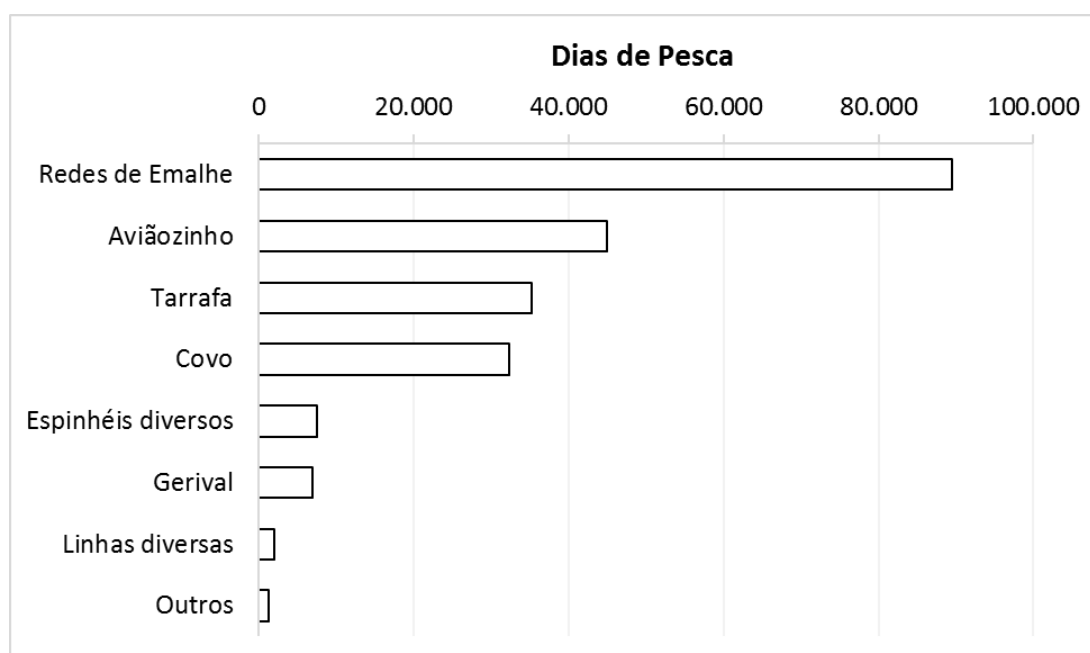 Dias de Pesca
0 20.000 40.000 60.000 80.000 100.000
Redes de Emalhe
Aviãozinho
Tarrafa
Covo
Espinhéis diversos
Gerival
Linhas diversas
Outros